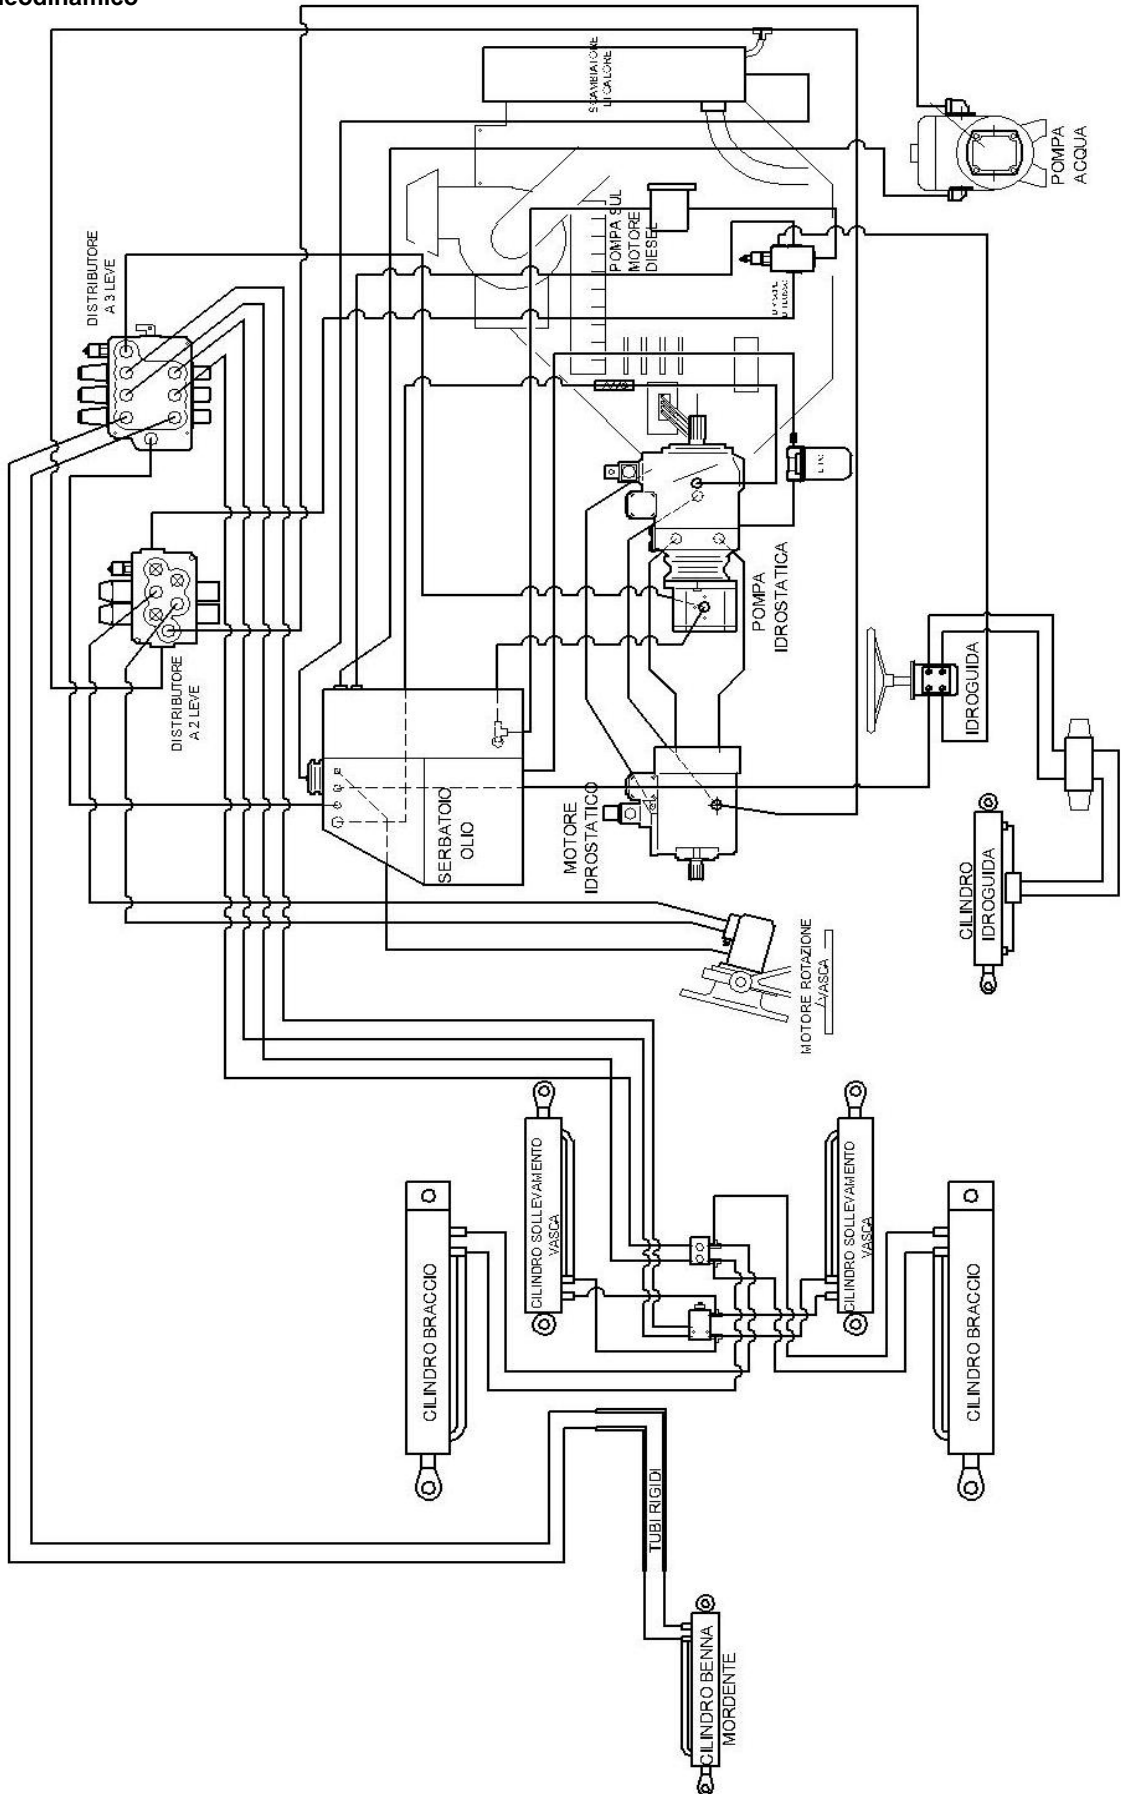 SCAMBIATORE
DI CALORE
POMPA
ACQUA
POMPA SUL
MOTORE
DIESEL
DISTRIBUTORE
A 3 LEVE
POMPA
IDROSTATICA
DISTRIBUTORE
A 2 LEVE
IDROGUIDA
SERBATOIO
OLIO
MOTORE
IDROSTATICO
CILINDRO
IDROGUIDA
MOTORE ROTAZIONE
VASCA
CILINDRO BRACCIO
CILINDRO SOLLEVAMENTO
VASCA
CILINDRO SOLLEVAMENTO
VASCA
CILINDRO BRACCIO
TUBI RIGIDI
CILINDRO BENNA
MORDENTE